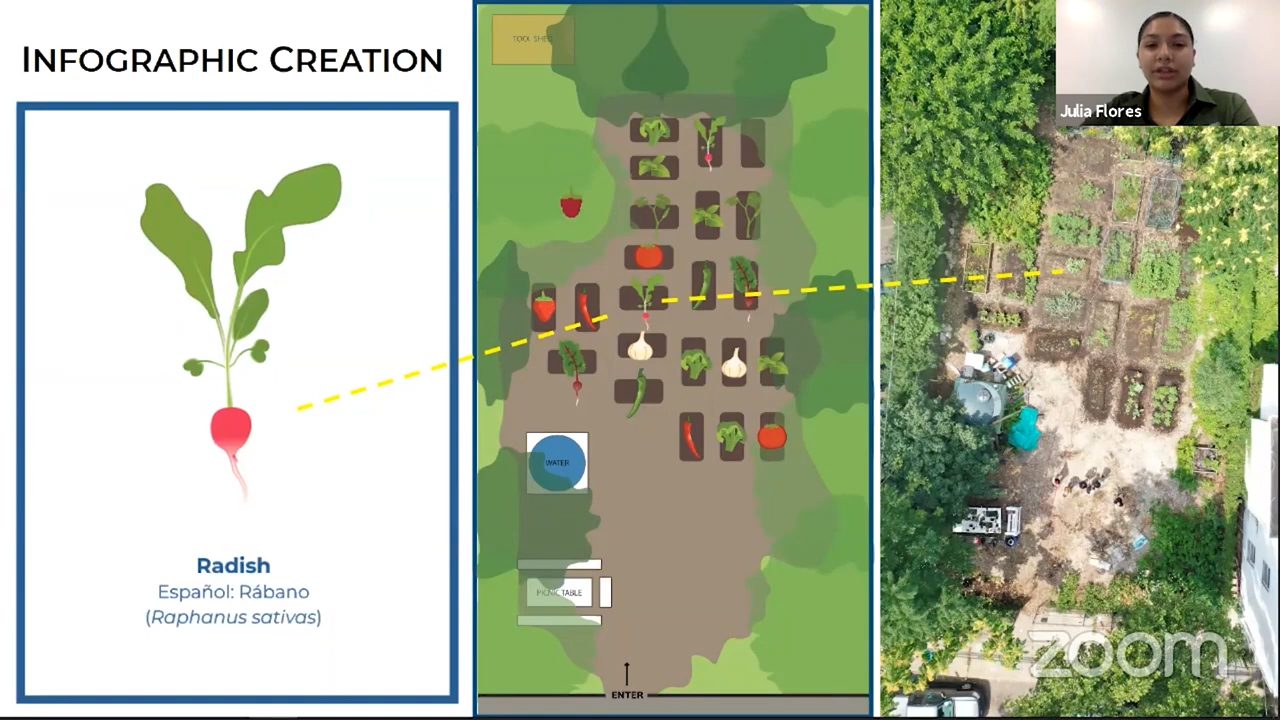 INFOGRAPHIC CREATION
Radish
Español: Rábano
(Raphanus sativas)
TOOL SHED
WATER
PICNIC TABLE
ENTER
Julia Flores
zoom